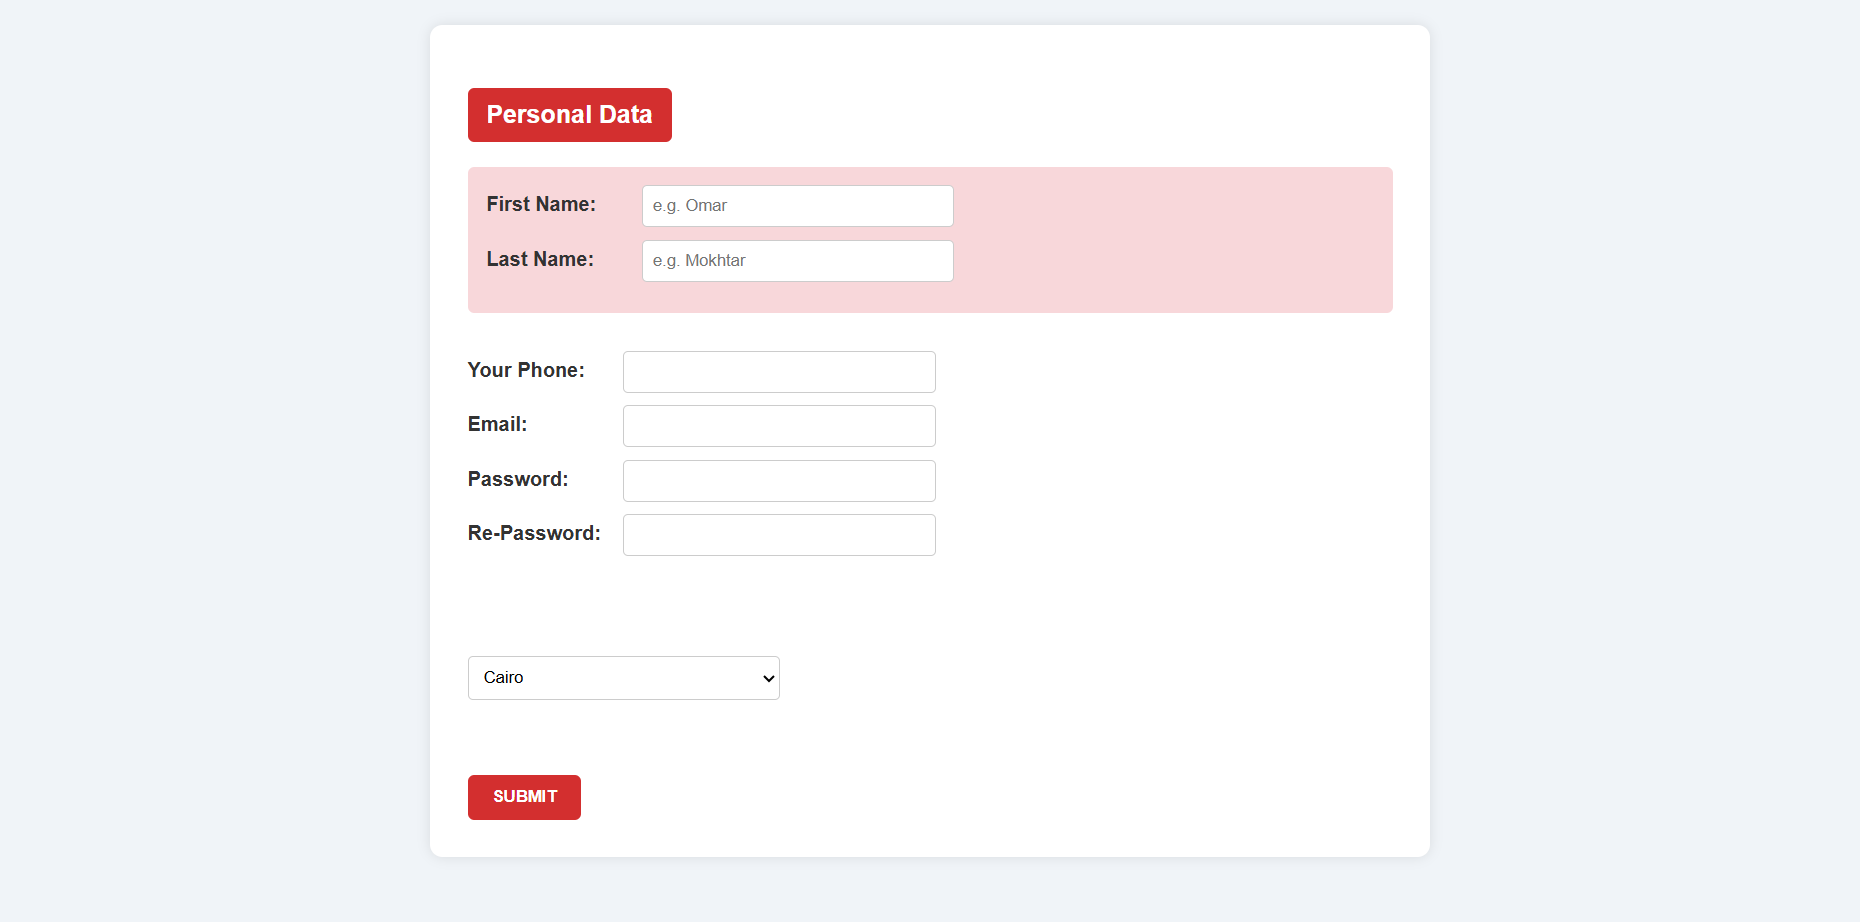 Personal Data
First Name: e.g. Omar
Last Name: e.g. Mokhtar
Your Phone:
Email:
Password:
Re-Password:
Cairo
SUBMIT